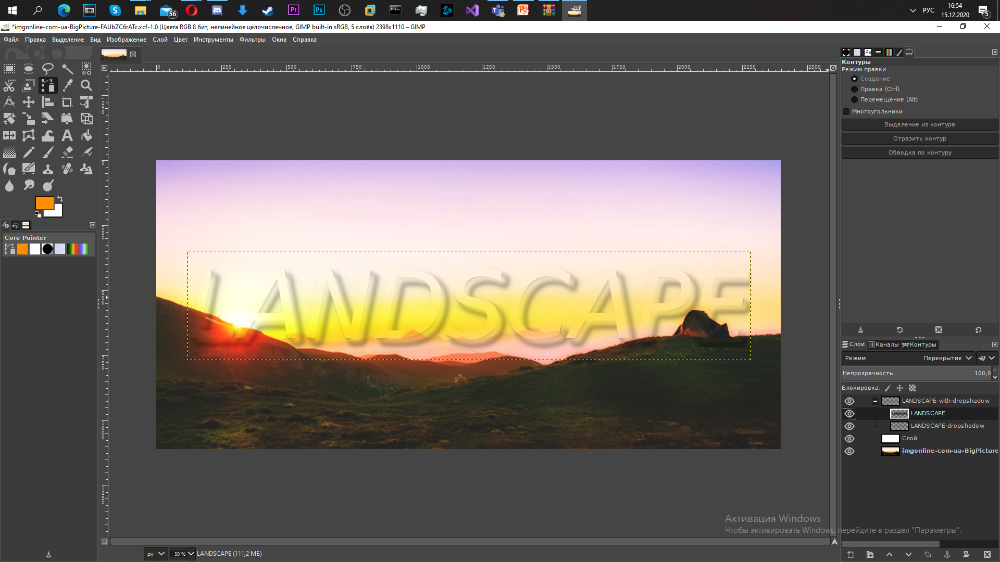 56
РУС
16:54
15.12.2020
5
*imgonline-com-ua-BigPicture-FAUbZC6rATc.xcf-1.0 (Цвета RGB 8 бит, нелинейное целочисленное, GIMP built-in sRGB, 5 слоёв) 2398x1110 – GIMP
Файл Правка Выделение Вид Изображение Слой Цвет Инструменты Фильтры Окна Справка
0 250 500 750 1000 1250 1500 1750 2000 2250 2500
Контуры
Режим правки
Создание
Правка (Ctrl)
Перемещение (Alt)
Многоугольники
Выделение из контура
Отразить контур
Обводка по контуру
Core Pointer
LANDSCAPE
Слои Каналы Контуры
Режим Перекрытие
Непрозрачность 100,0
Блокировка:
LANDSCAPE-with-dropshadow
LANDSCAPE
LANDSCAPE-dropshadow
Слой
imgonline-com-ua-BigPicture
Активация Windows
Чтобы активировать Windows, перейдите в раздел "Параметры".
px 50 % LANDSCAPE (111,2 МБ)